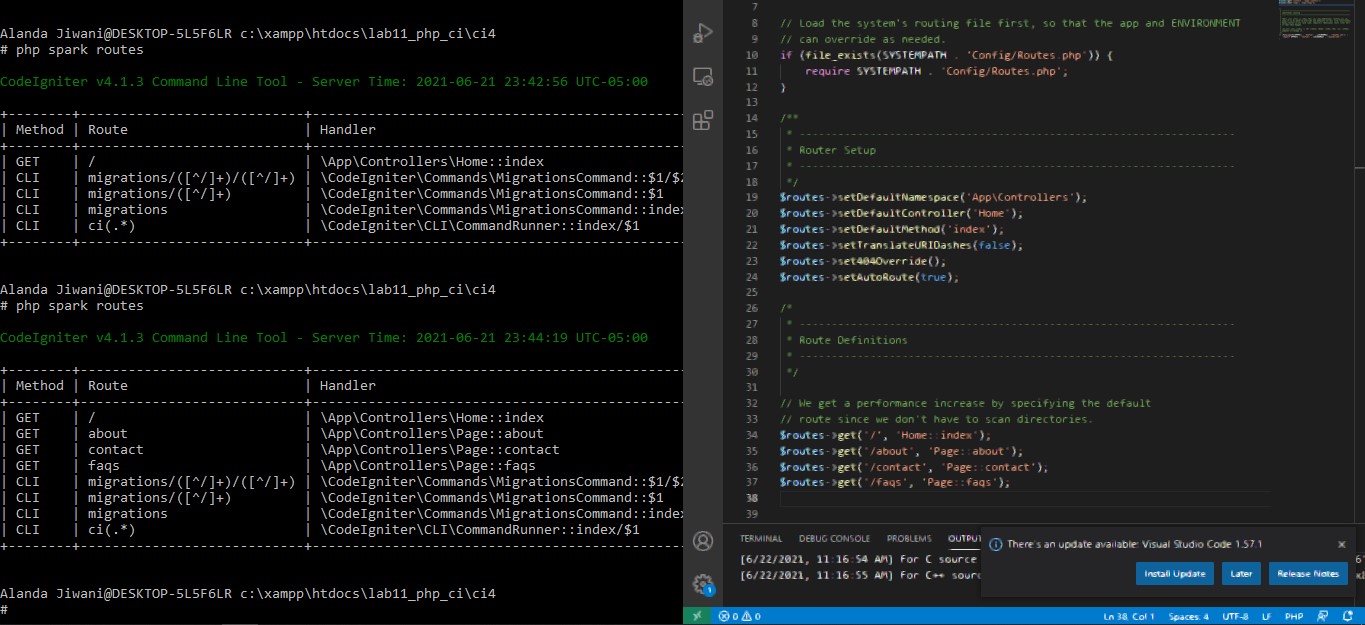 Alanda Jiwani@DESKTOP-5L5F6LR c:\xampp\htdocs\lab11_php_ci\ci4
# php spark routes
CodeIgniter v4.1.3 Command Line Tool - Server Time: 2021-06-21 23:42:56 UTC-05:00
| Method | Route | Handler
| GET | / | \App\Controllers\Home::index
| CLI | migrations/([^/]+)/([^/]+) | \CodeIgniter\Commands\MigrationsCommand::$1/$2
| CLI | migrations/([^/]+) | \CodeIgniter\Commands\MigrationsCommand::$1
| CLI | migrations | \CodeIgniter\Commands\MigrationsCommand::index
| CLI | ci(.*) | \CodeIgniter\CLI\CommandRunner::index/$1
Alanda Jiwani@DESKTOP-5L5F6LR c:\xampp\htdocs\lab11_php_ci\ci4
# php spark routes
CodeIgniter v4.1.3 Command Line Tool - Server Time: 2021-06-21 23:44:19 UTC-05:00
| Method | Route | Handler
| GET | / | \App\Controllers\Home::index
| GET | about | \App\Controllers\Page::about
| GET | contact | \App\Controllers\Page::contact
| GET | faqs | \App\Controllers\Page::faqs
| CLI | migrations/([^/]+)/([^/]+) | \CodeIgniter\Commands\MigrationsCommand::$1/$2
| CLI | migrations/([^/]+) | \CodeIgniter\Commands\MigrationsCommand::$1
| CLI | migrations | \CodeIgniter\Commands\MigrationsCommand::index
| CLI | ci(.*) | \CodeIgniter\CLI\CommandRunner::index/$1
Alanda Jiwani@DESKTOP-5L5F6LR c:\xampp\htdocs\lab11_php_ci\ci4
#
7
8 // Load the system's routing file first, so that the app and ENVIRONMENT
9 // can override as needed.
10 if (file_exists(SYSTEMPATH . 'Config/Routes.php')) {
11 require SYSTEMPATH . 'Config/Routes.php';
12 }
13
14 /**
15 * --------------------------------------------------------------------
16 * Router Setup
17 * --------------------------------------------------------------------
18 */
19 $routes->setDefaultNamespace('App\Controllers');
20 $routes->setDefaultController('Home');
21 $routes->setDefaultMethod('index');
22 $routes->setTranslateURIDashes(false);
23 $routes->set404Override();
24 $routes->setAutoRoute(true);
25
26 /*
27 * --------------------------------------------------------------------
28 * Route Definitions
29 * --------------------------------------------------------------------
30 */
31
32 // We get a performance increase by specifying the default
33 // route since we don't have to scan directories.
34 $routes->get('/', 'Home::index');
35 $routes->get('/about', 'Page::about');
36 $routes->get('/contact', 'Page::contact');
37 $routes->get('/faqs', 'Page::faqs');
38
39
TERMINAL DEBUG CONSOLE PROBLEMS OUTPUT
[6/22/2021, 11:16:54 AM] For C source
[6/22/2021, 11:16:55 AM] For C++ sourc
There's an update available: Visual Studio Code 1.57.1
Install Update Later Release Notes
1
0 0 Ln 38, Col 1 Spaces: 4 UTF-8 LF PHP